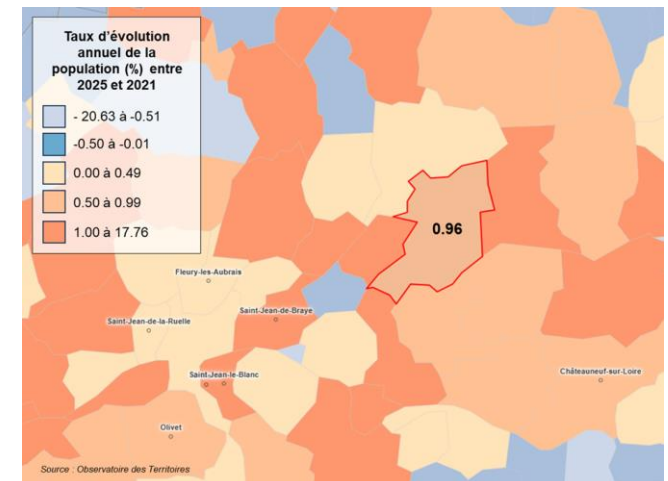 Taux d'évolution
annuel de la
population (%) entre
2025 et 2021
- 20.63 à -0.51
-0.50 à -0.01
0.00 à 0.49
0.50 à 0.99
1.00 à 17.76
0.96
Fleury-les-Aubrais
Saint-Jean-de-Braye
Saint-Jean-de-la-Ruelle
Saint-Jean-le-Blanc
Châteauneuf-sur-Loire
Olivet
Source : Observatoire des Territoires